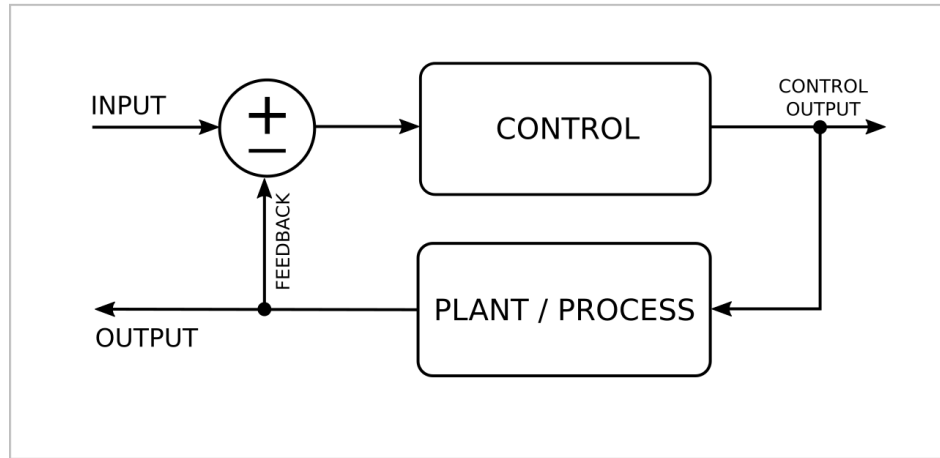 INPUT
+
−
CONTROL
CONTROL
OUTPUT
FEEDBACK
PLANT / PROCESS
OUTPUT